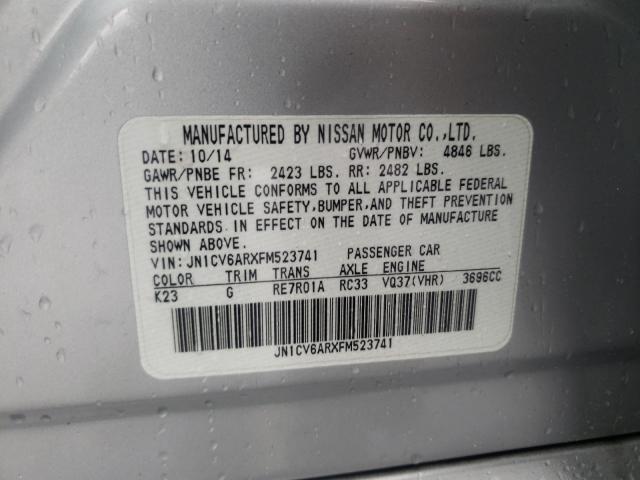 MANUFACTURED BY NISSAN MOTOR CO.,LTD.
DATE: 10/14 GVWR/PNBV: 4846 LBS.
GAWR/PNBE FR: 2423 LBS. RR: 2482 LBS.
THIS VEHICLE CONFORMS TO ALL APPLICABLE FEDERAL
MOTOR VEHICLE SAFETY,BUMPER,AND THEFT PREVENTION
STANDARDS IN EFFECT ON THE DATE OF MANUFACTURE
SHOWN ABOVE.
VIN: JN1CV6ARXFM523741 PASSENGER CAR
COLOR TRIM TRANS AXLE ENGINE
K23 G RE7R01A RC33 VQ37(VHR) 3696CC
JN1CV6ARXFM523741